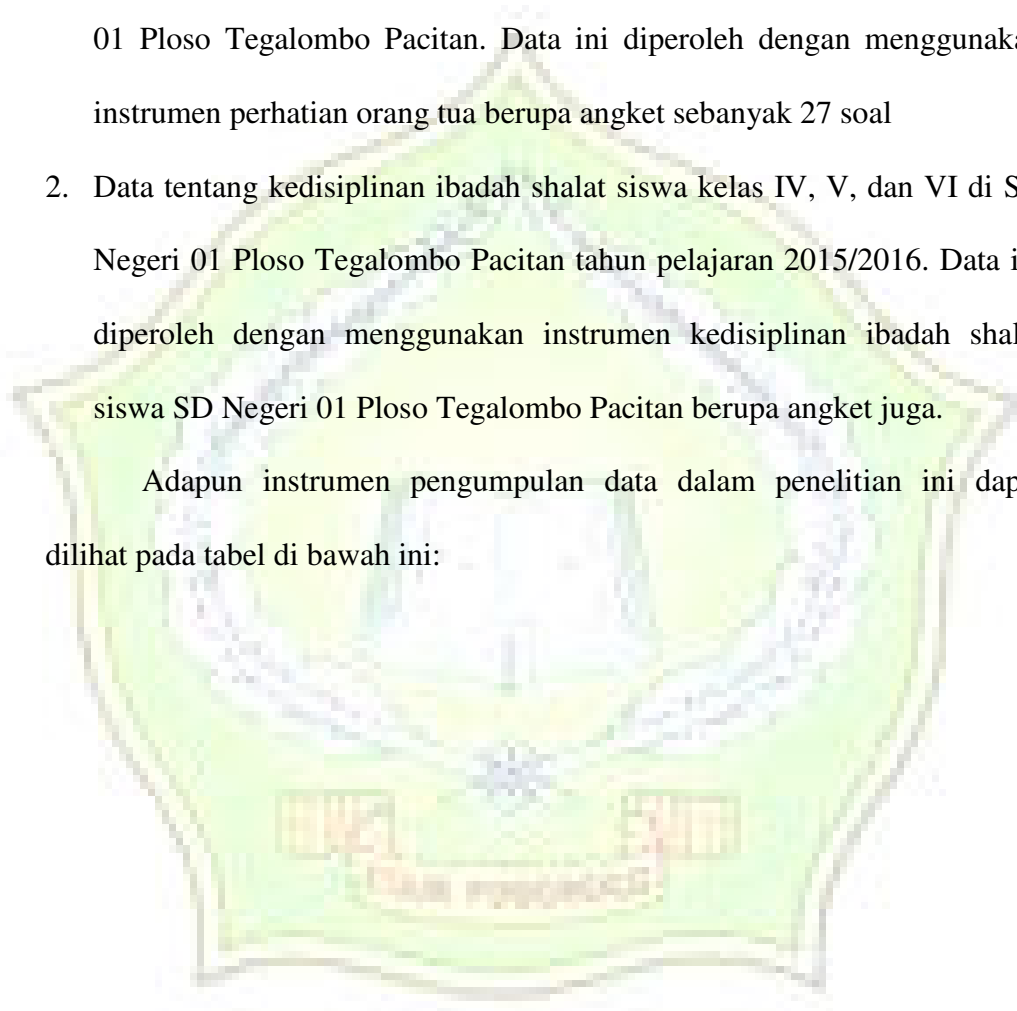 01 Ploso Tegalombo Pacitan. Data ini diperoleh dengan menggunaka
instrumen perhatian orang tua berupa angket sebanyak 27 soal
2. Data tentang kedisiplinan ibadah shalat siswa kelas IV, V, dan VI di S
Negeri 01 Ploso Tegalombo Pacitan tahun pelajaran 2015/2016. Data i
diperoleh dengan menggunakan instrumen kedisiplinan ibadah shal
siswa SD Negeri 01 Ploso Tegalombo Pacitan berupa angket juga.
Adapun instrumen pengumpulan data dalam penelitian ini dap
dilihat pada tabel di bawah ini: